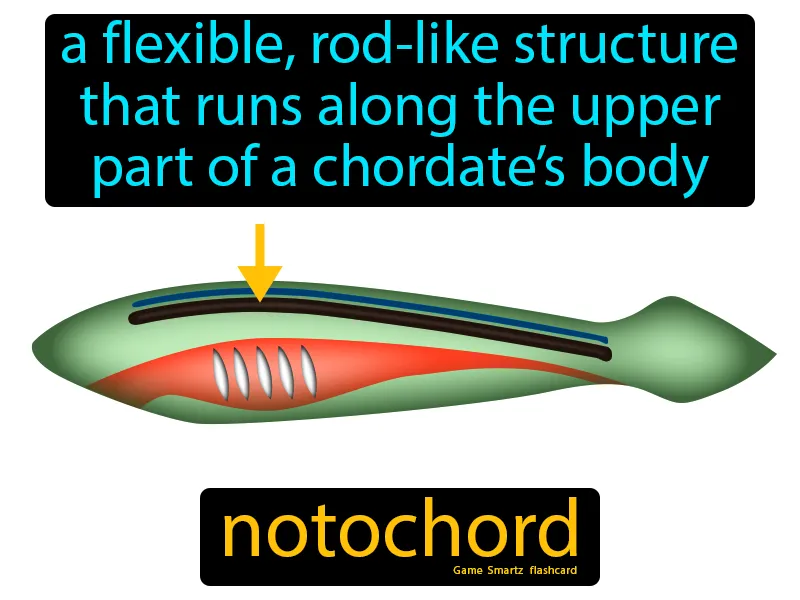 a flexible, rod-like structure
that runs along the upper
part of a chordate’s body
notochord
Game Smartz flashcard